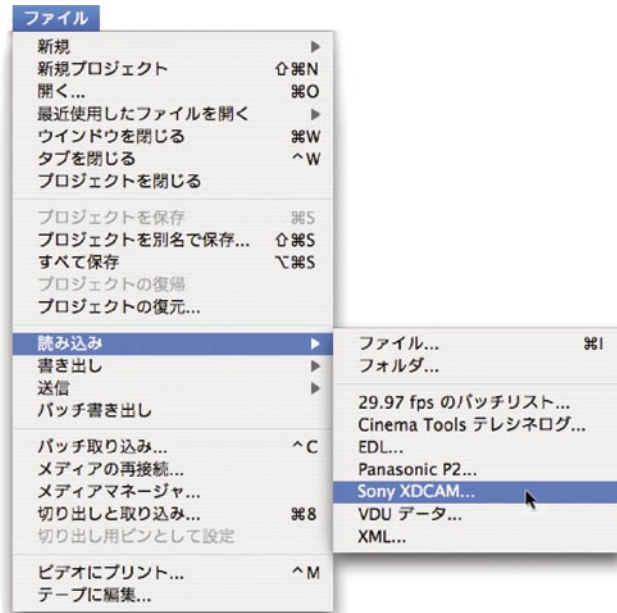 ファイル
新規
新規プロジェクト ⇧⌘N
開く... ⌘O
最近使用したファイルを開く
ウインドウを閉じる ⌘W
タブを閉じる ^W
プロジェクトを閉じる
プロジェクトを保存 ⌘S
プロジェクトを別名で保存... ⇧⌘S
すべて保存 ⌥⌘S
プロジェクトの復帰
プロジェクトの復元...
読み込み
書き出し
送信
バッチ書き出し
バッチ取り込み... ^C
メディアの再接続...
メディアマネージャ...
切り出しと取り込み... ⌘8
切り出し用ビンとして設定
ビデオにプリント... ^M
テープに編集...
ファイル... ⌘I
フォルダ...
29.97 fps のバッチリスト...
Cinema Tools テレシネログ...
EDL...
Panasonic P2...
Sony XDCAM...
VDU データ...
XML...